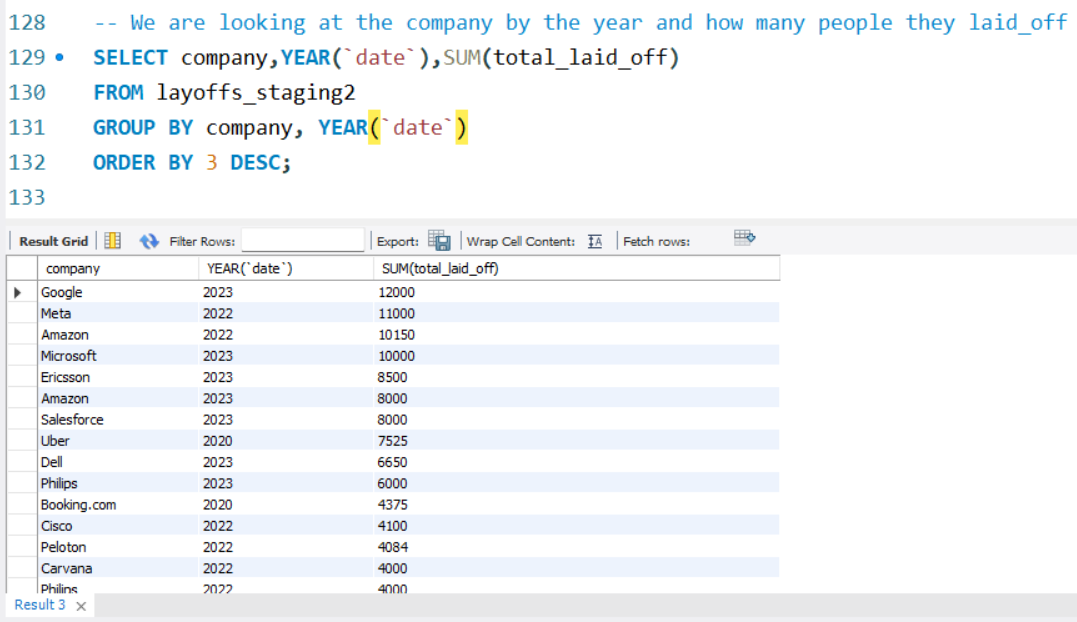 128 -- We are looking at the company by the year and how many people they laid_off
129 SELECT company,YEAR(`date`),SUM(total_laid_off)
130 FROM layoffs_staging2
131 GROUP BY company, YEAR(`date`)
132 ORDER BY 3 DESC;
133
Result Grid Filter Rows: Export: Wrap Cell Content: IA Fetch rows:
company YEAR(`date`) SUM(total_laid_off)
Google 2023 12000
Meta 2022 11000
Amazon 2022 10150
Microsoft 2023 10000
Ericsson 2023 8500
Amazon 2023 8000
Salesforce 2023 8000
Uber 2020 7525
Dell 2023 6650
Philips 2023 6000
Booking.com 2020 4375
Cisco 2022 4100
Peloton 2022 4084
Carvana 2022 4000
Philips 2022 4000
Result 3